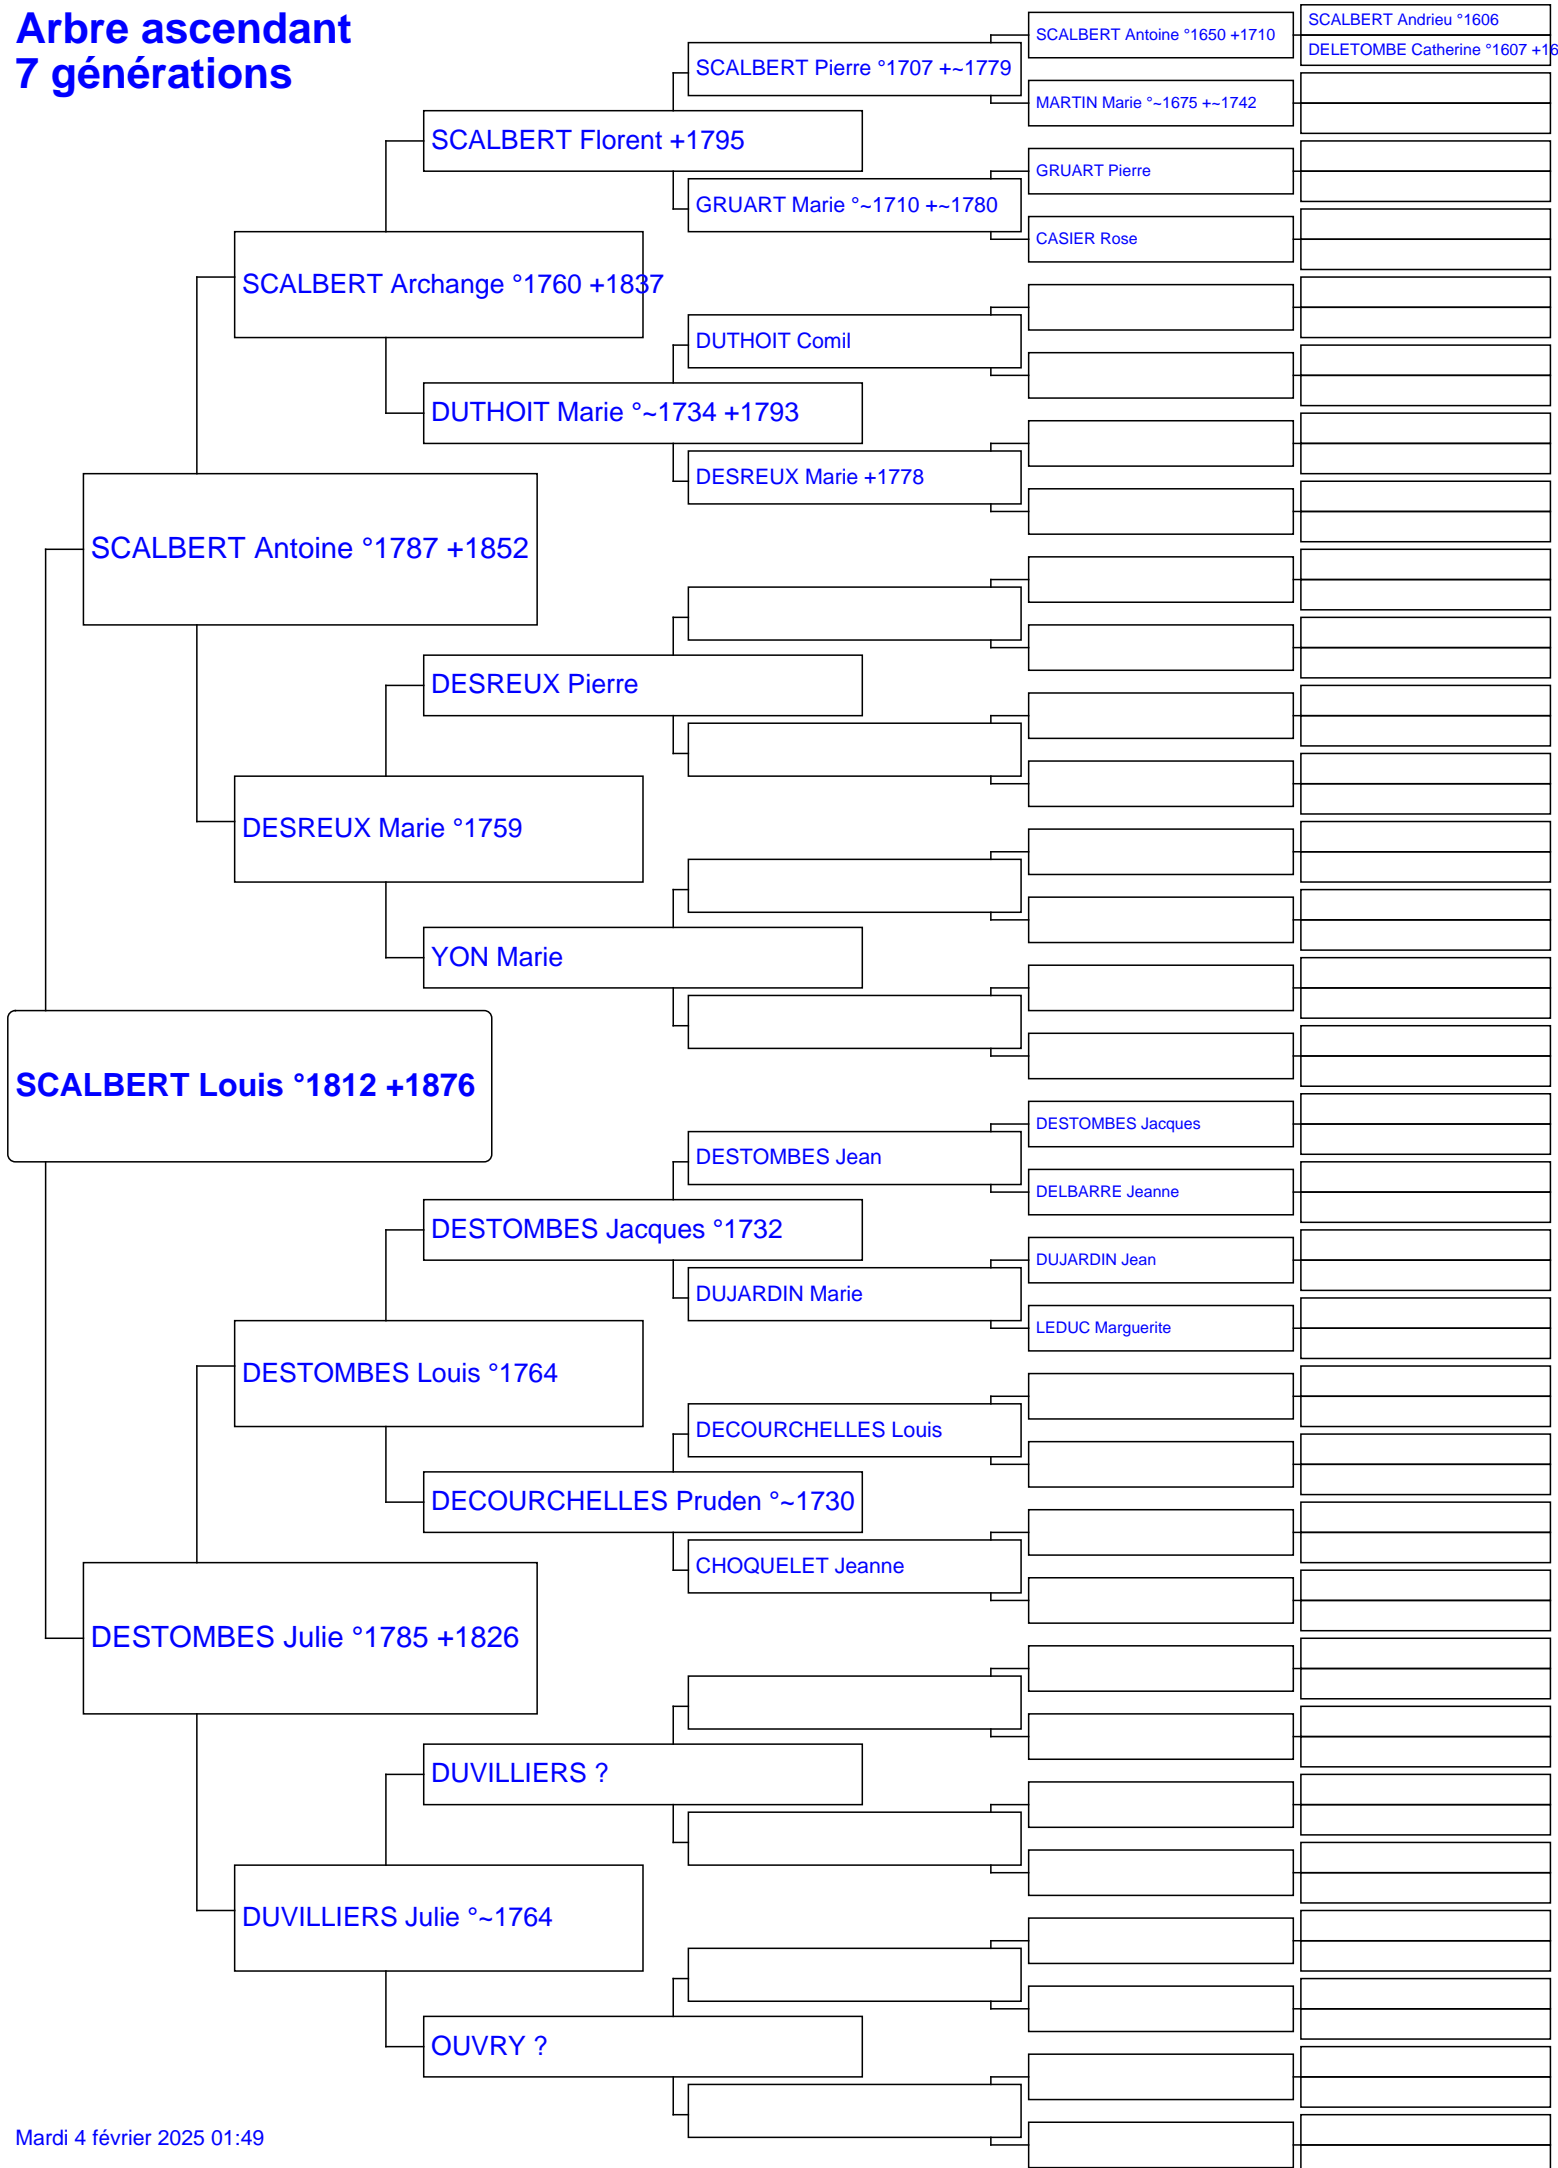 Arbre ascendant
7 générations
SCALBERT Andrieu °1606
SCALBERT Antoine °1650 +1710
DELETOMBE Catherine °1607 +16
SCALBERT Pierre °1707 +~1779
MARTIN Marie °~1675 +~1742
SCALBERT Florent +1795
GRUART Pierre
GRUART Marie °~1710 +~1780
CASIER Rose
SCALBERT Archange °1760 +1837
DUTHOIT Comil
DUTHOIT Marie °~1734 +1793
DESREUX Marie +1778
SCALBERT Antoine °1787 +1852
DESREUX Pierre
DESREUX Marie °1759
YON Marie
SCALBERT Louis °1812 +1876
DESTOMBES Jacques
DESTOMBES Jean
DELBARRE Jeanne
DESTOMBES Jacques °1732
DUJARDIN Jean
DUJARDIN Marie
LEDUC Marguerite
DESTOMBES Louis °1764
DECOURCHELLES Louis
DECOURCHELLES Pruden °~1730
CHOQUELET Jeanne
DESTOMBES Julie °1785 +1826
DUVILLIERS ?
DUVILLIERS Julie °~1764
OUVRY ?
Mardi 4 février 2025 01:49